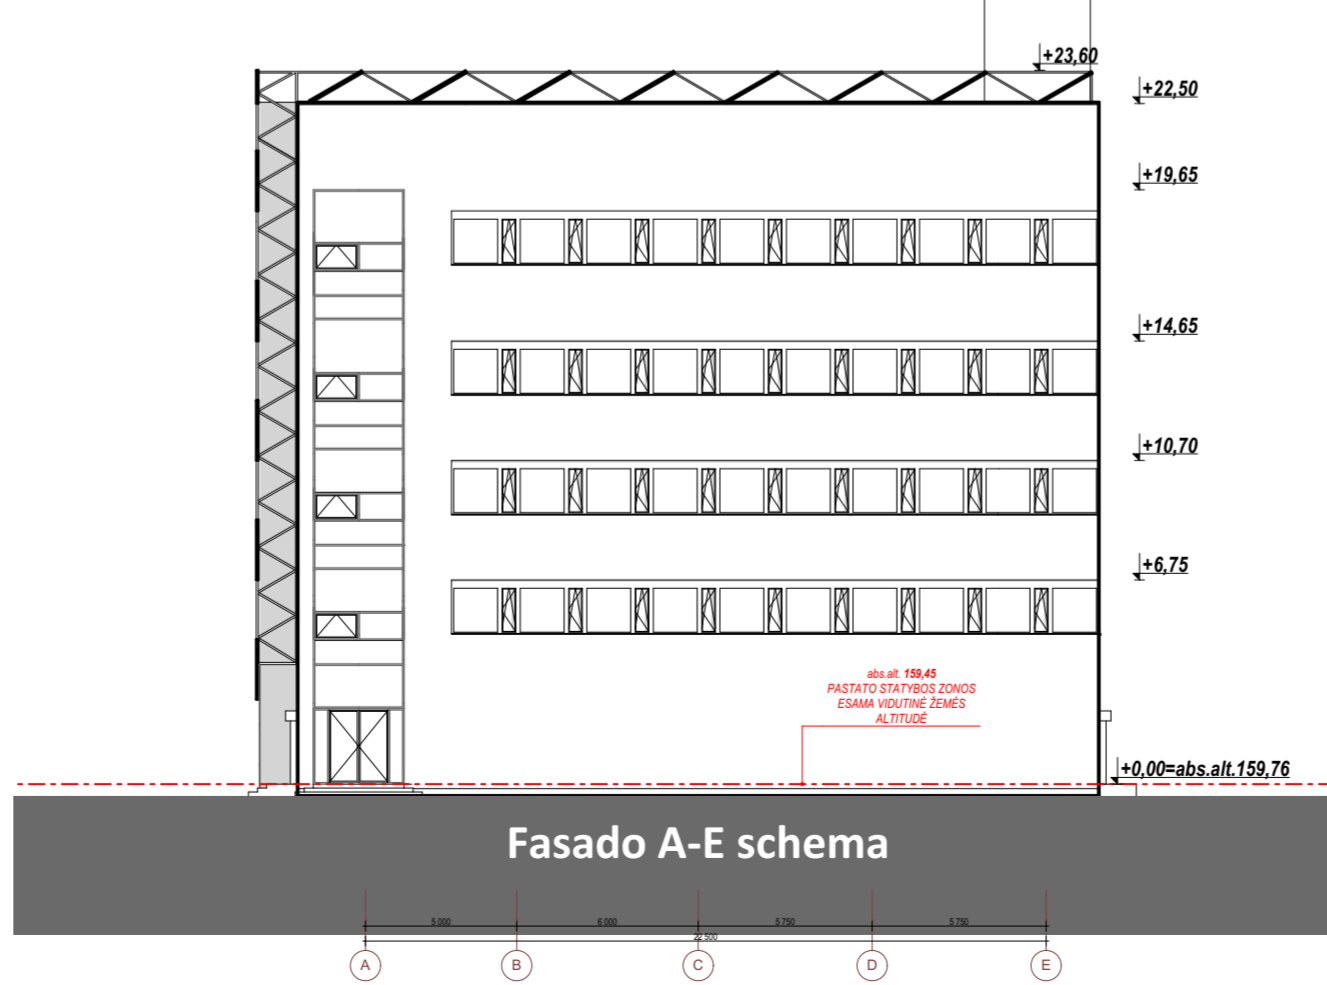 +23,60
+22,50
+19,65
+14,65
+10,70
+6,75
abs.alt. 159,45
PASTATO STATYBOS ZONOS
ESAMA VIDUTINĖ ŽEMĖS
ALTITUDĖ
+0,00=abs.alt.159,76
Fasado A-E schema
5 000 6 000 5 750 5 750
22 500
A B C D E